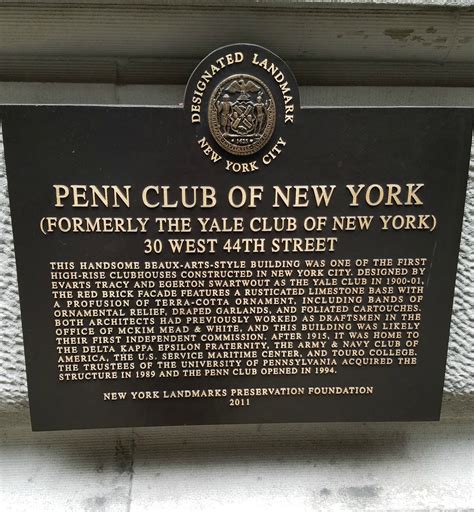 DESIGNATED LANDMARK
NEW YORK CITY
PENN CLUB OF NEW YORK
(FORMERLY THE YALE CLUB OF NEW YORK)
30 WEST 44TH STREET
THIS HANDSOME BEAUX-ARTS-STYLE BUILDING WAS ONE OF THE FIRST
HIGH-RISE CLUBHOUSES CONSTRUCTED IN NEW YORK CITY. DESIGNED BY
EVARTS TRACY AND EGERTON SWARTWOUT AS THE YALE CLUB IN 1900-01,
THE RED BRICK FACADE FEATURES A RUSTICATED LIMESTONE BASE WITH
A PROFUSION OF TERRA-COTTA ORNAMENT, INCLUDING BANDS OF
ORNAMENTAL RELIEF, DRAPED GARLANDS, AND FOLIATED CARTOUCHES.
BOTH ARCHITECTS HAD PREVIOUSLY WORKED AS DRAFTSMEN IN THE
OFFICE OF MCKIM MEAD & WHITE, AND THIS BUILDING WAS LIKELY
THEIR FIRST INDEPENDENT COMMISSION. AFTER 1915, IT WAS HOME TO
THE DELTA KAPPA EPSILON FRATERNITY, THE ARMY & NAVY CLUB OF
AMERICA, THE U.S. SERVICE MARITIME CENTER, AND TOURO COLLEGE.
THE TRUSTEES OF THE UNIVERSITY OF PENNSYLVANIA ACQUIRED THE
STRUCTURE IN 1989 AND THE PENN CLUB OPENED IN 1994.
NEW YORK LANDMARKS PRESERVATION FOUNDATION
2011